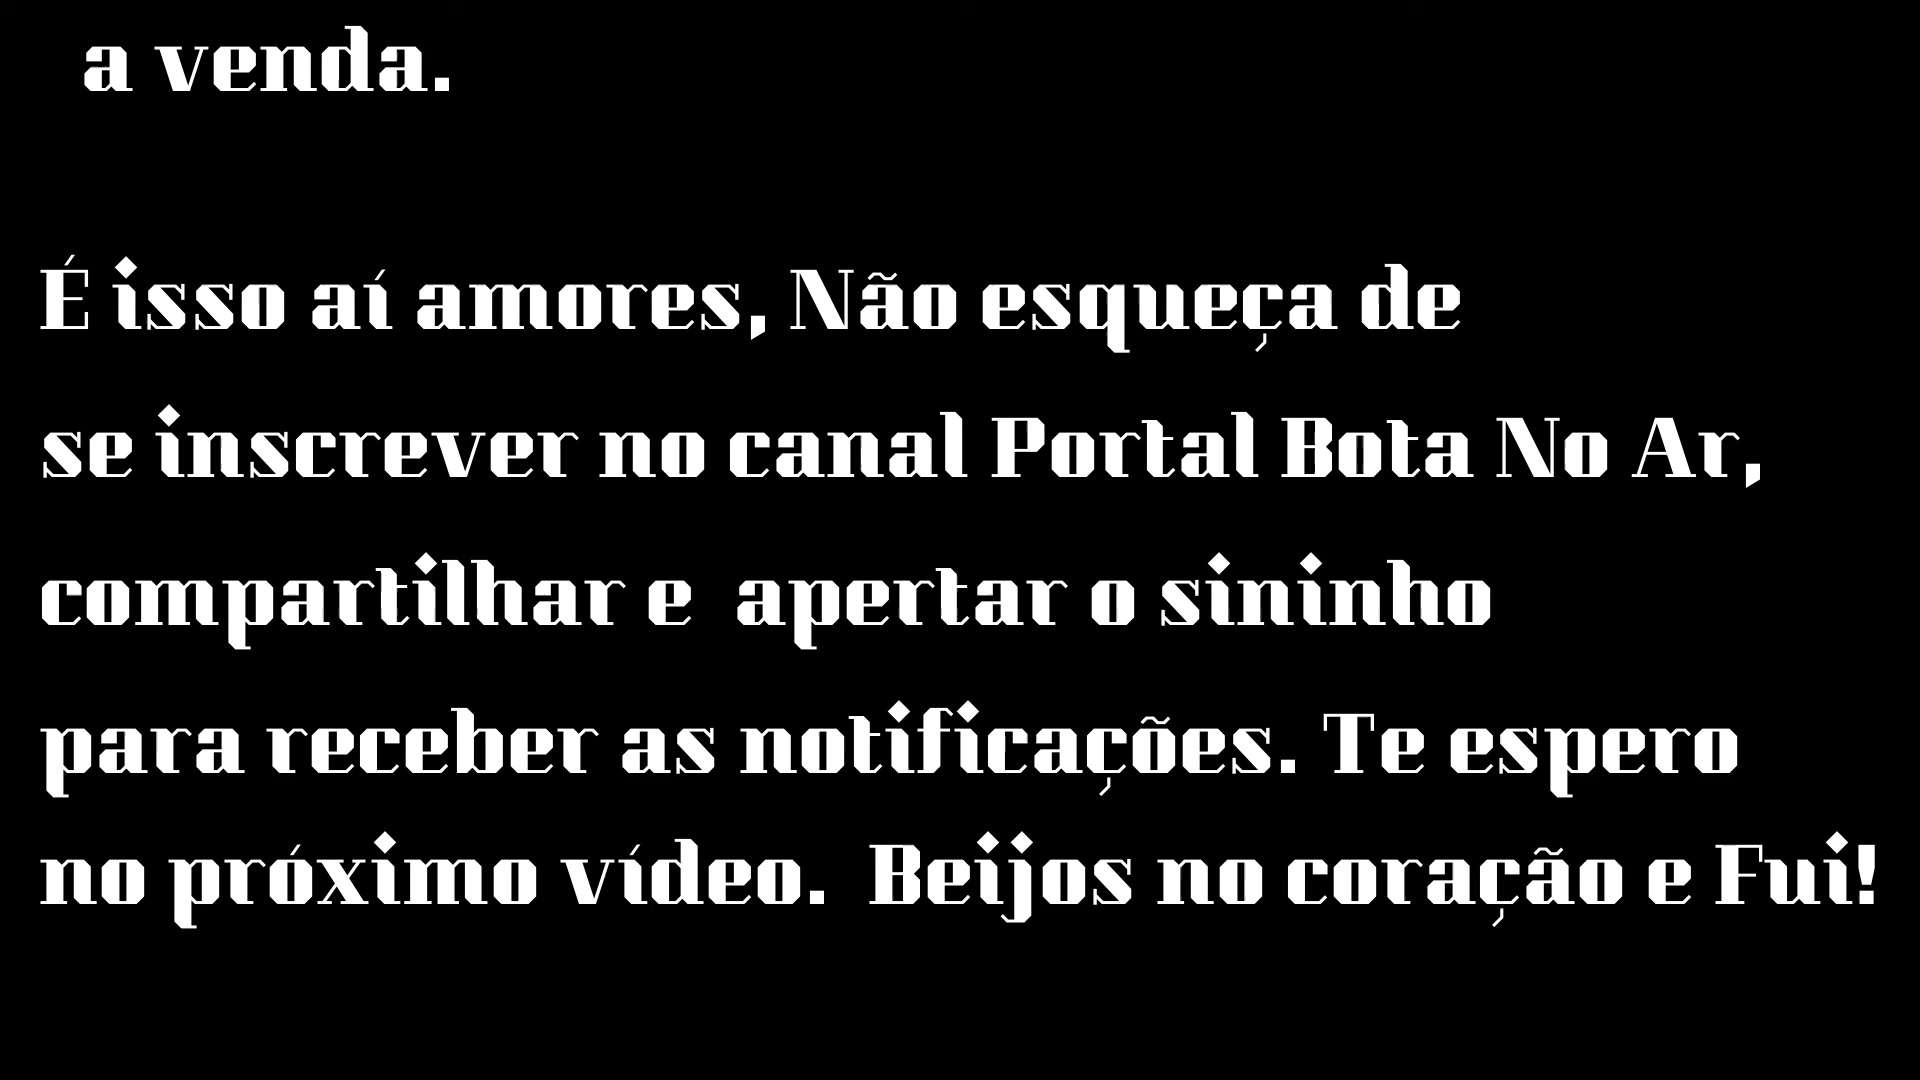 a venda.
É isso aí amores, Não esqueça de
se inscrever no canal Portal Bota No Ar,
compartilhar e  apertar o sininho
para receber as notificações. Te espero
no próximo vídeo.  Beijos no coração e Fui!